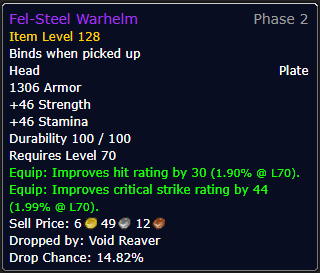 Fel-Steel Warhelm Phase 2
Item Level 128
Binds when picked up
Head Plate
1306 Armor
+46 Strength
+46 Stamina
Durability 100 / 100
Requires Level 70
Equip: Improves hit rating by 30 (1.90% @ L70).
Equip: Improves critical strike rating by 44
(1.99% @ L70).
Sell Price: 6 49 12
Dropped by: Void Reaver
Drop Chance: 14.82%